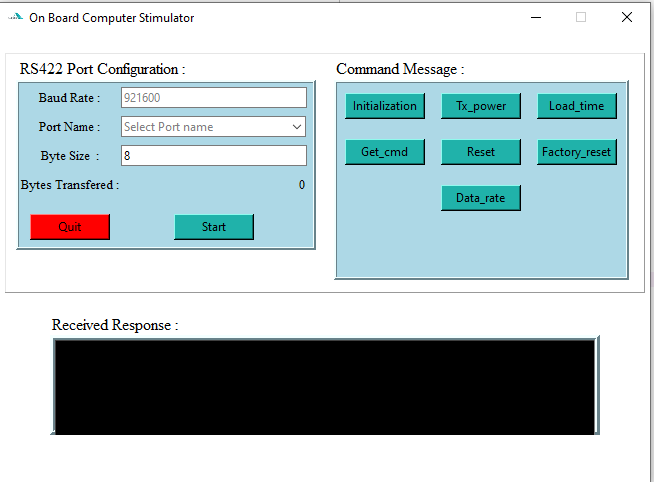 On Board Computer Stimulator
RS422 Port Configuration :
Baud Rate : 921600
Port Name : Select Port name
Byte Size : 8
Bytes Transfered : 0
Quit Start
Command Message :
Initialization Tx_power Load_time
Get_cmd Reset Factory_reset
Data_rate
Received Response :